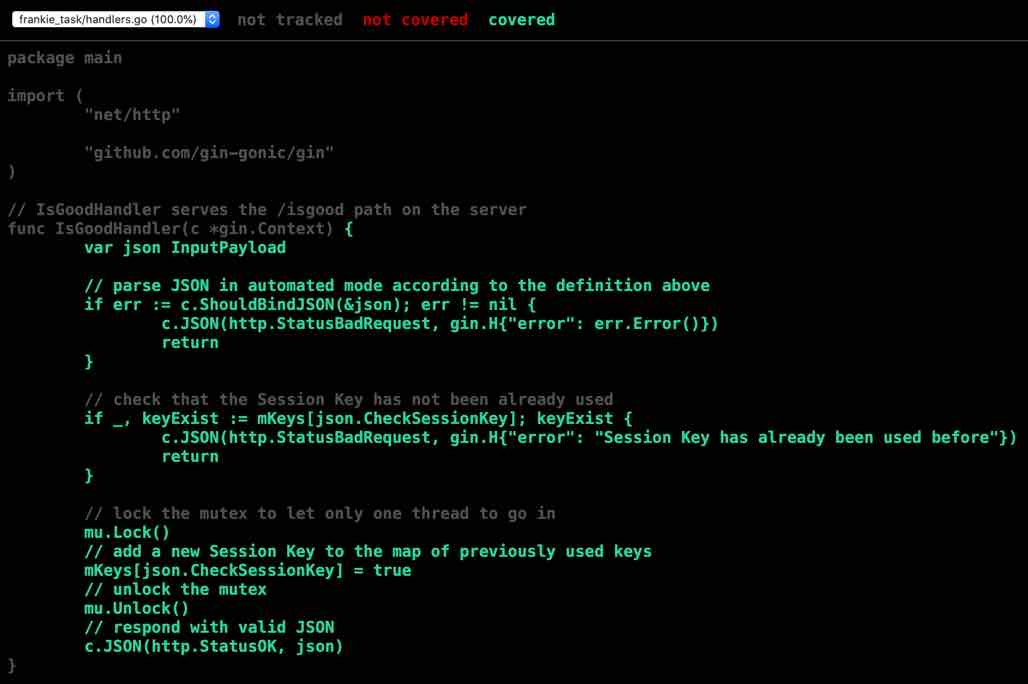 frankie_task/handlers.go (100.0%) not tracked not covered covered
package main
import (
"net/http"
"github.com/gin-gonic/gin"
)
// IsGoodHandler serves the /isgood path on the server
func IsGoodHandler(c *gin.Context) {
var json InputPayload
// parse JSON in automated mode according to the definition above
if err := c.ShouldBindJSON(&json); err != nil {
c.JSON(http.StatusBadRequest, gin.H{"error": err.Error()})
return
}
// check that the Session Key has not been already used
if _, keyExist := mKeys[json.CheckSessionKey]; keyExist {
c.JSON(http.StatusBadRequest, gin.H{"error": "Session Key has already been used before"})
return
}
// lock the mutex to let only one thread to go in
mu.Lock()
// add a new Session Key to the map of previously used keys
mKeys[json.CheckSessionKey] = true
// unlock the mutex
mu.Unlock()
// respond with valid JSON
c.JSON(http.StatusOK, json)
}